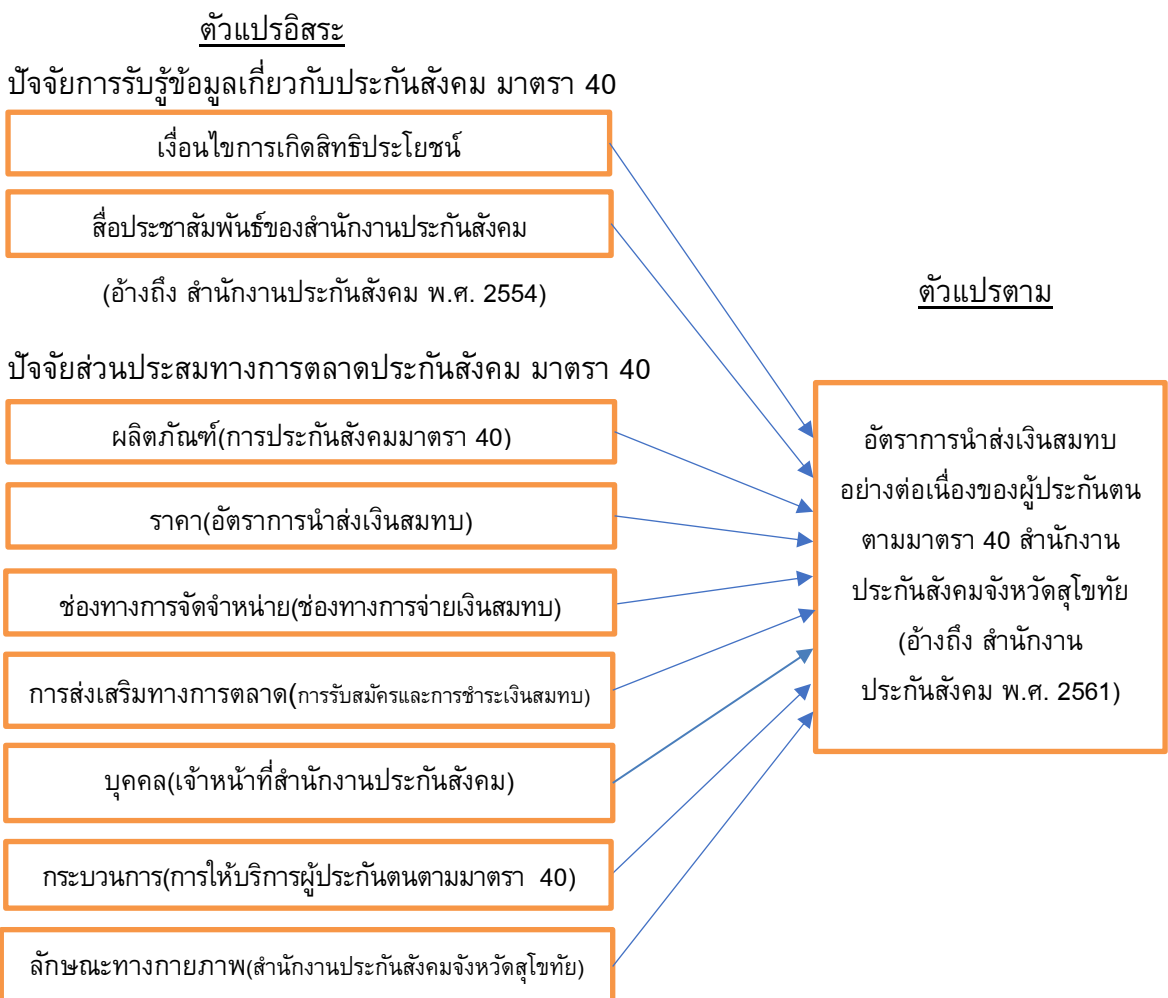 ตัวแปรอิสระ
ปัจจัยการรับรู้ข้อมูลเกี่ยวกับประกันสังคม มาตรา 40
เงื่อนไขการเกิดสิทธิประโยชน์
สื่อประชาสัมพันธ์ของสำนักงานประกันสังคม
(อ้างถึง สำนักงานประกันสังคม พ.ศ. 2554)
ปัจจัยส่วนประสมทางการตลาดประกันสังคม มาตรา 40
ผลิตภัณฑ์(การประกันสังคมมาตรา 40)
ราคา(อัตราการนำส่งเงินสมทบ)
ช่องทางการจัดจำหน่าย(ช่องทางการจ่ายเงินสมทบ)
การส่งเสริมทางการตลาด(การรับสมัครและการชำระเงินสมทบ)
บุคคล(เจ้าหน้าที่สำนักงานประกันสังคม)
กระบวนการ(การให้บริการผู้ประกันตนตามมาตรา 40)
ลักษณะทางกายภาพ(สำนักงานประกันสังคมจังหวัดสุโขทัย)
ตัวแปรตาม
อัตราการนำส่งเงินสมทบ
อย่างต่อเนื่องของผู้ประกันตน
ตามมาตรา 40 สำนักงาน
ประกันสังคมจังหวัดสุโขทัย
(อ้างถึง สำนักงาน
ประกันสังคม พ.ศ. 2561)